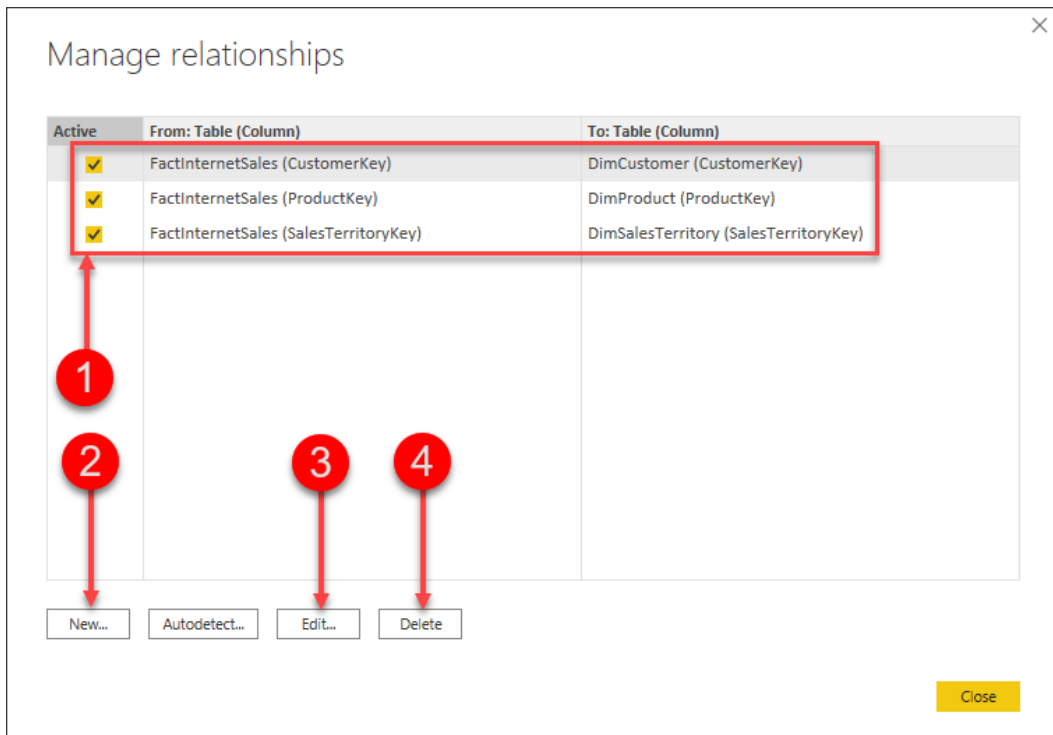 ×
Manage relationships
Active From: Table (Column) To: Table (Column)
FactInternetSales (CustomerKey) DimCustomer (CustomerKey)
FactInternetSales (ProductKey) DimProduct (ProductKey)
FactInternetSales (SalesTerritoryKey) DimSalesTerritory (SalesTerritoryKey)
1
2 3 4
New... Autodetect... Edit... Delete
Close